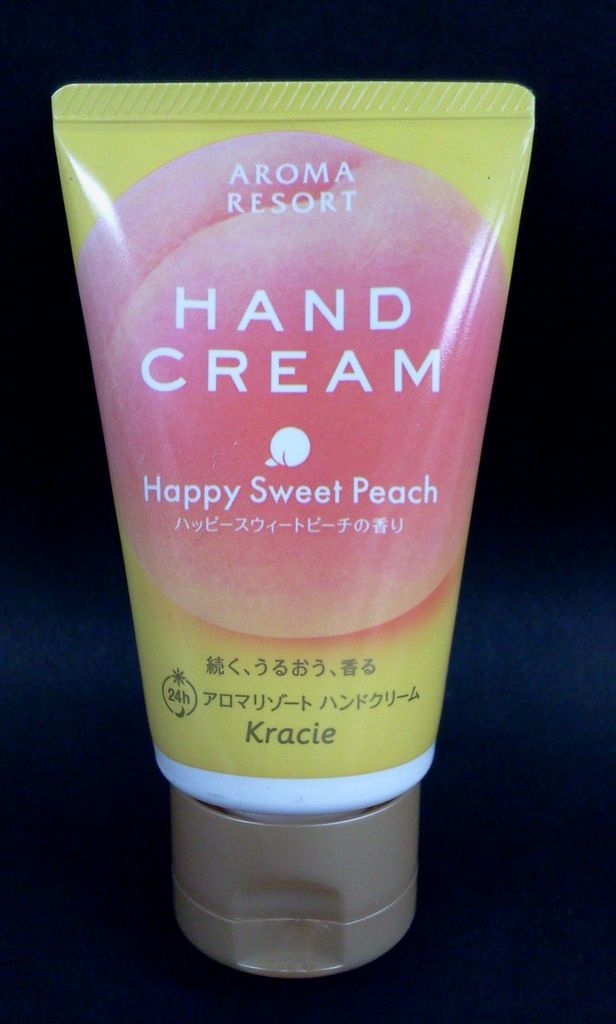 AROMA
RESORT
HAND
CREAM
Happy Sweet Peach
ハッピースウィートピーチの香り
続く、うるおう、香る
24h アロマリゾート ハンドクリーム
Kracie